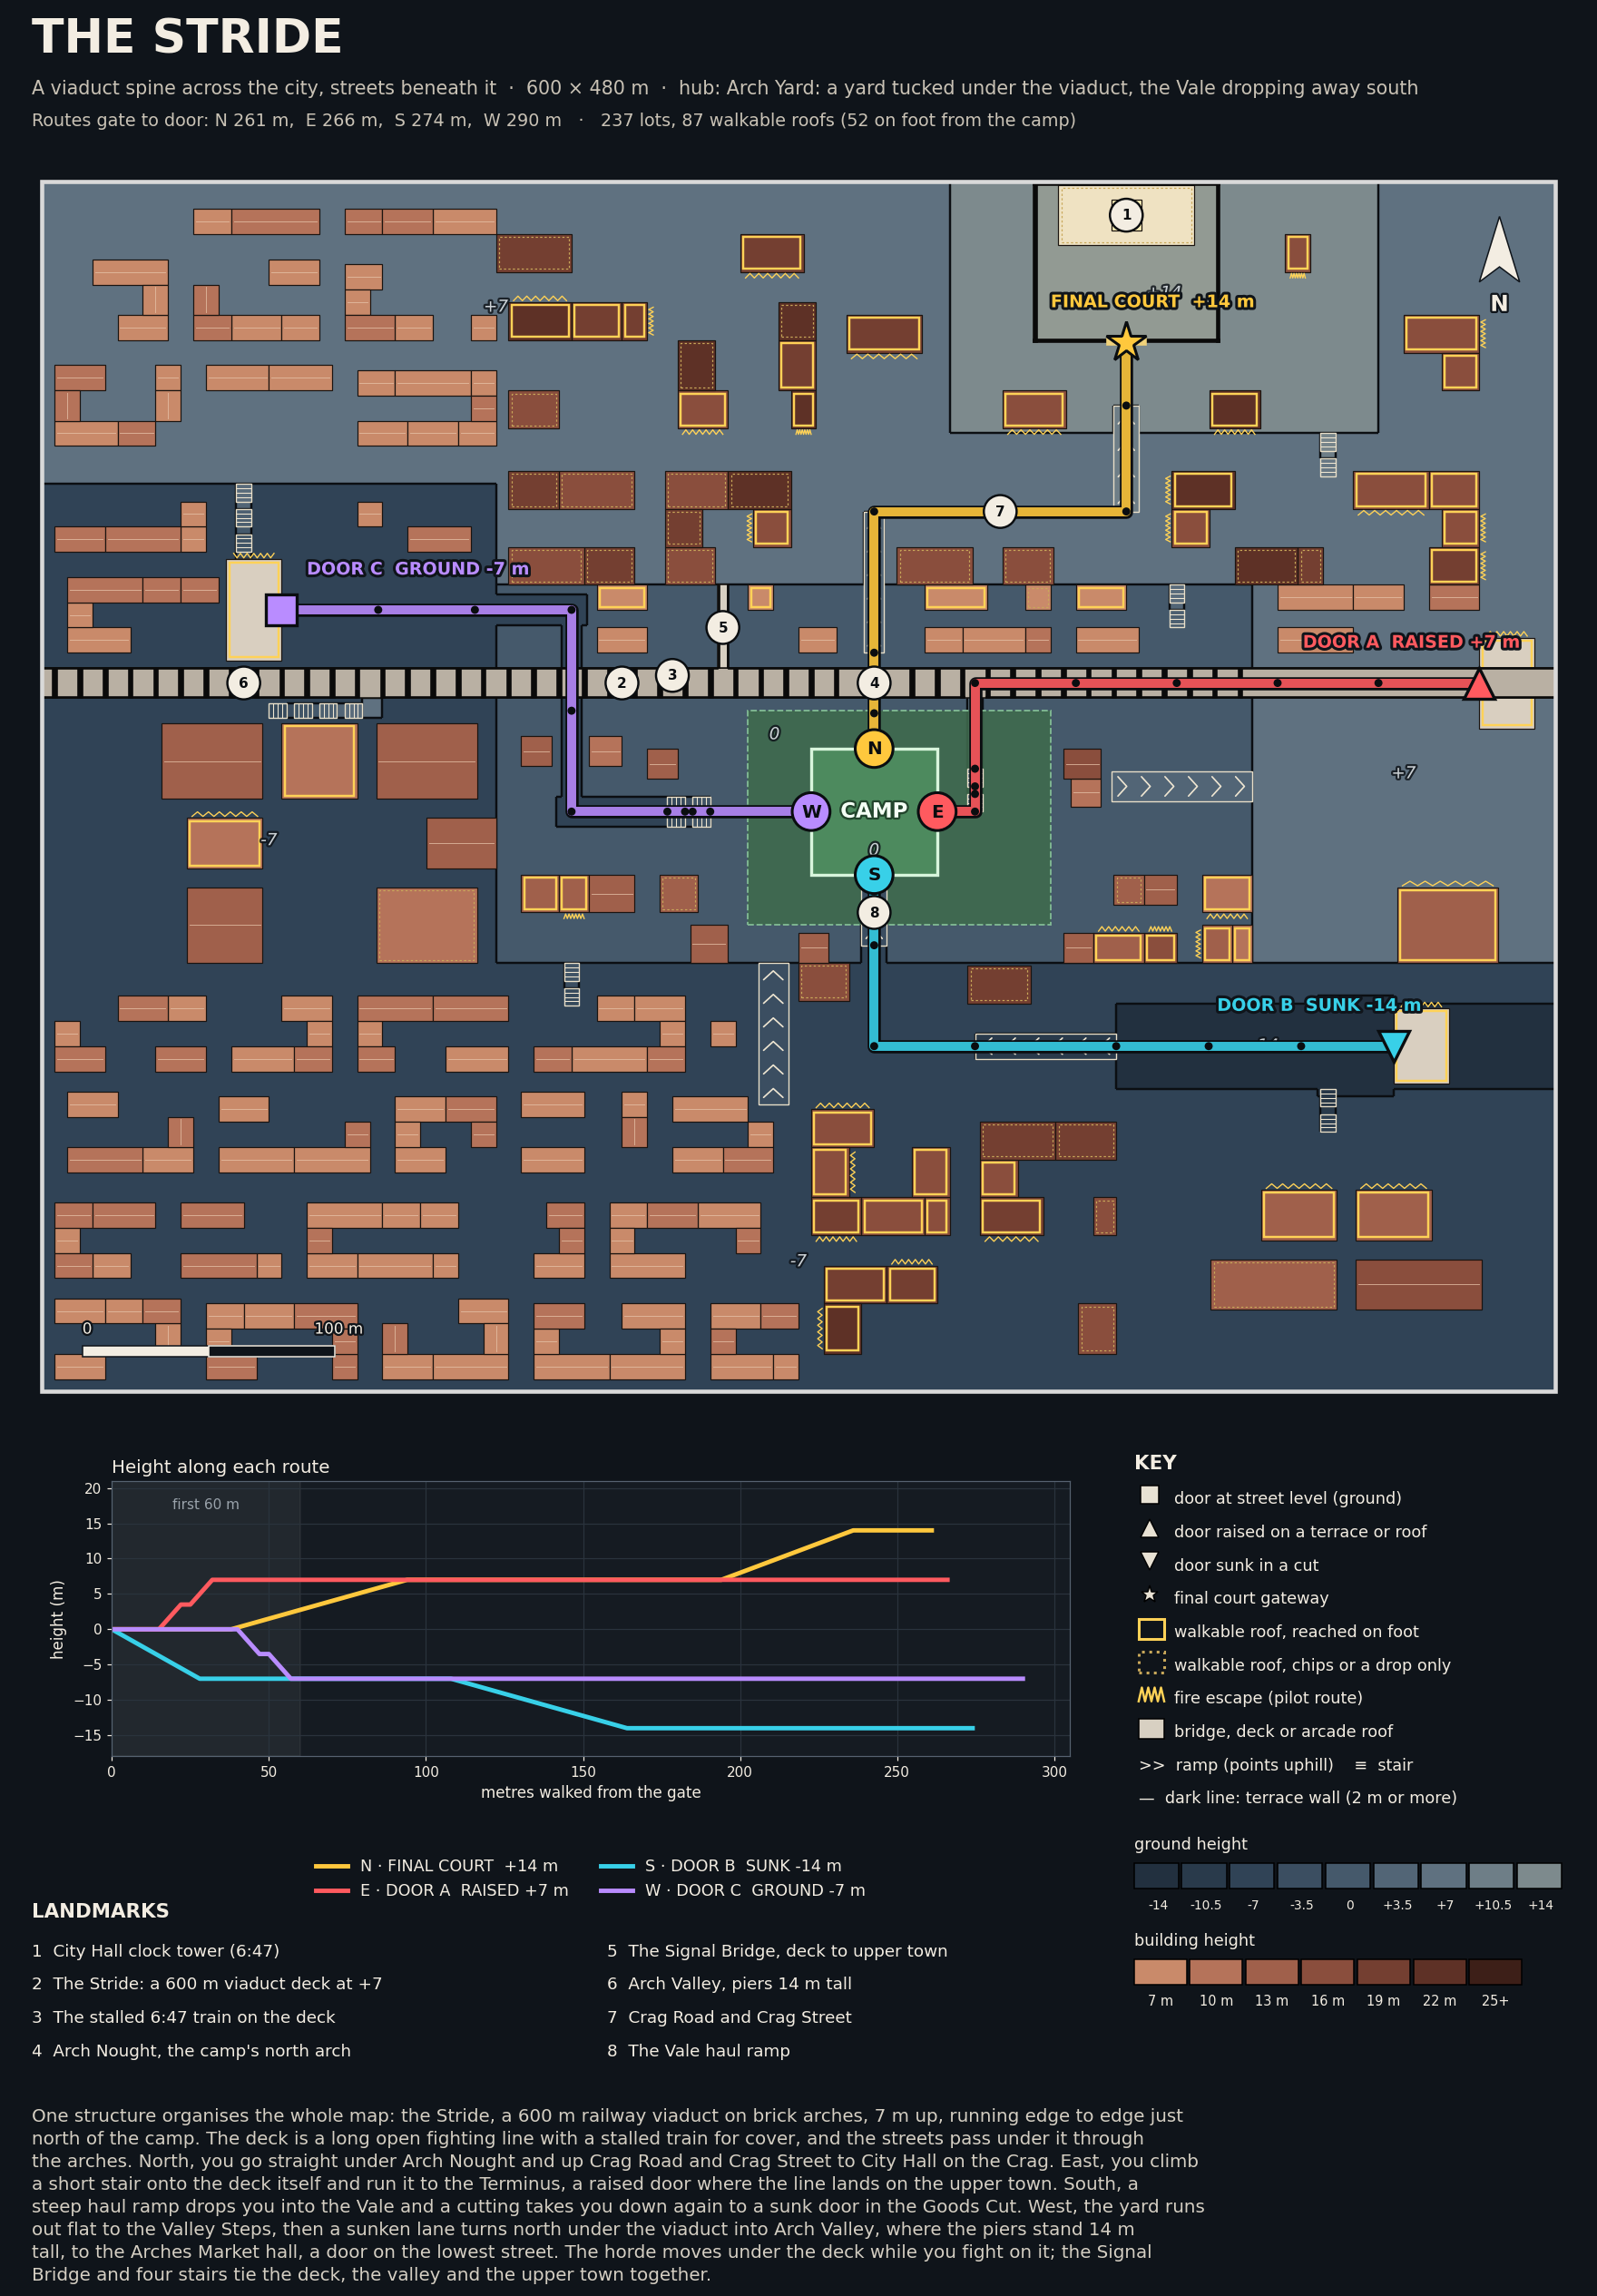 THE STRIDE
A viaduct spine across the city, streets beneath it · 600 × 480 m · hub: Arch Yard: a yard tucked under the viaduct, the Vale dropping away south
Routes gate to door: N 261 m, E 266 m, S 274 m, W 290 m · 237 lots, 87 walkable roofs (52 on foot from the camp)
1
+14
FINAL COURT +14 m
+7
N
7
DOOR C GROUND -7 m
5
DOOR A RAISED +7 m
6
2
3
4
0
N
+7
W
CAMP
E
-7
0
S
8
DOOR B SUNK -14 m
-7
0
100 m
Height along each route
first 60 m
20
15
10
5
0
−5
−10
−15
height (m)
0
50
100
150
200
250
300
metres walked from the gate
N · FINAL COURT +14 m
E · DOOR A RAISED +7 m
S · DOOR B SUNK -14 m
W · DOOR C GROUND -7 m
KEY
door at street level (ground)
door raised on a terrace or roof
door sunk in a cut
final court gateway
walkable roof, reached on foot
walkable roof, chips or a drop only
fire escape (pilot route)
bridge, deck or arcade roof
>> ramp (points uphill) ≡ stair
— dark line: terrace wall (2 m or more)
ground height
-14 -10.5 -7 -3.5 0 +3.5 +7 +10.5 +14
building height
7 m 10 m 13 m 16 m 19 m 22 m 25+
LANDMARKS
1 City Hall clock tower (6:47)
2 The Stride: a 600 m viaduct deck at +7
3 The stalled 6:47 train on the deck
4 Arch Nought, the camp's north arch
5 The Signal Bridge, deck to upper town
6 Arch Valley, piers 14 m tall
7 Crag Road and Crag Street
8 The Vale haul ramp
One structure organises the whole map: the Stride, a 600 m railway viaduct on brick arches, 7 m up, running edge to edge just
north of the camp. The deck is a long open fighting line with a stalled train for cover, and the streets pass under it through
the arches. North, you go straight under Arch Nought and up Crag Road and Crag Street to City Hall on the Crag. East, you climb
a short stair onto the deck itself and run it to the Terminus, a raised door where the line lands on the upper town. South, a
steep haul ramp drops you into the Vale and a cutting takes you down again to a sunk door in the Goods Cut. West, the yard runs
out flat to the Valley Steps, then a sunken lane turns north under the viaduct into Arch Valley, where the piers stand 14 m
tall, to the Arches Market hall, a door on the lowest street. The horde moves under the deck while you fight on it; the Signal
Bridge and four stairs tie the deck, the valley and the upper town together.